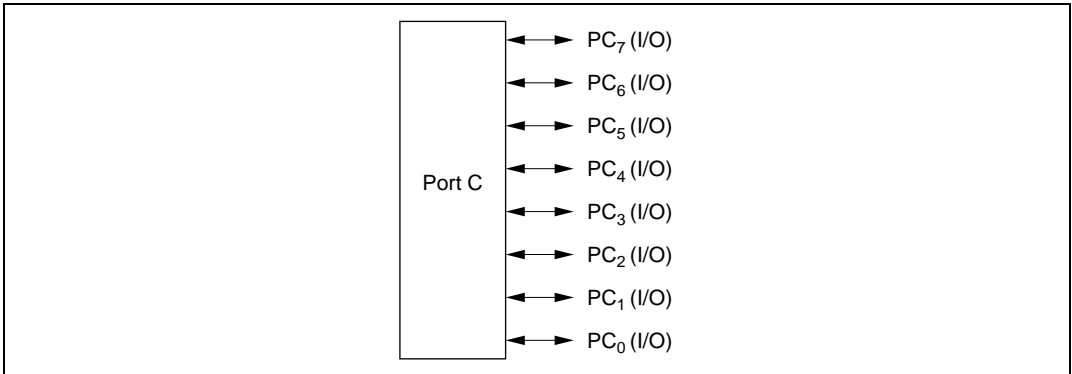 PC7 (I/O)
PC6 (I/O)
PC5 (I/O)
Port C
PC4 (I/O)
PC3 (I/O)
PC2 (I/O)
PC1 (I/O)
PC0 (I/O)